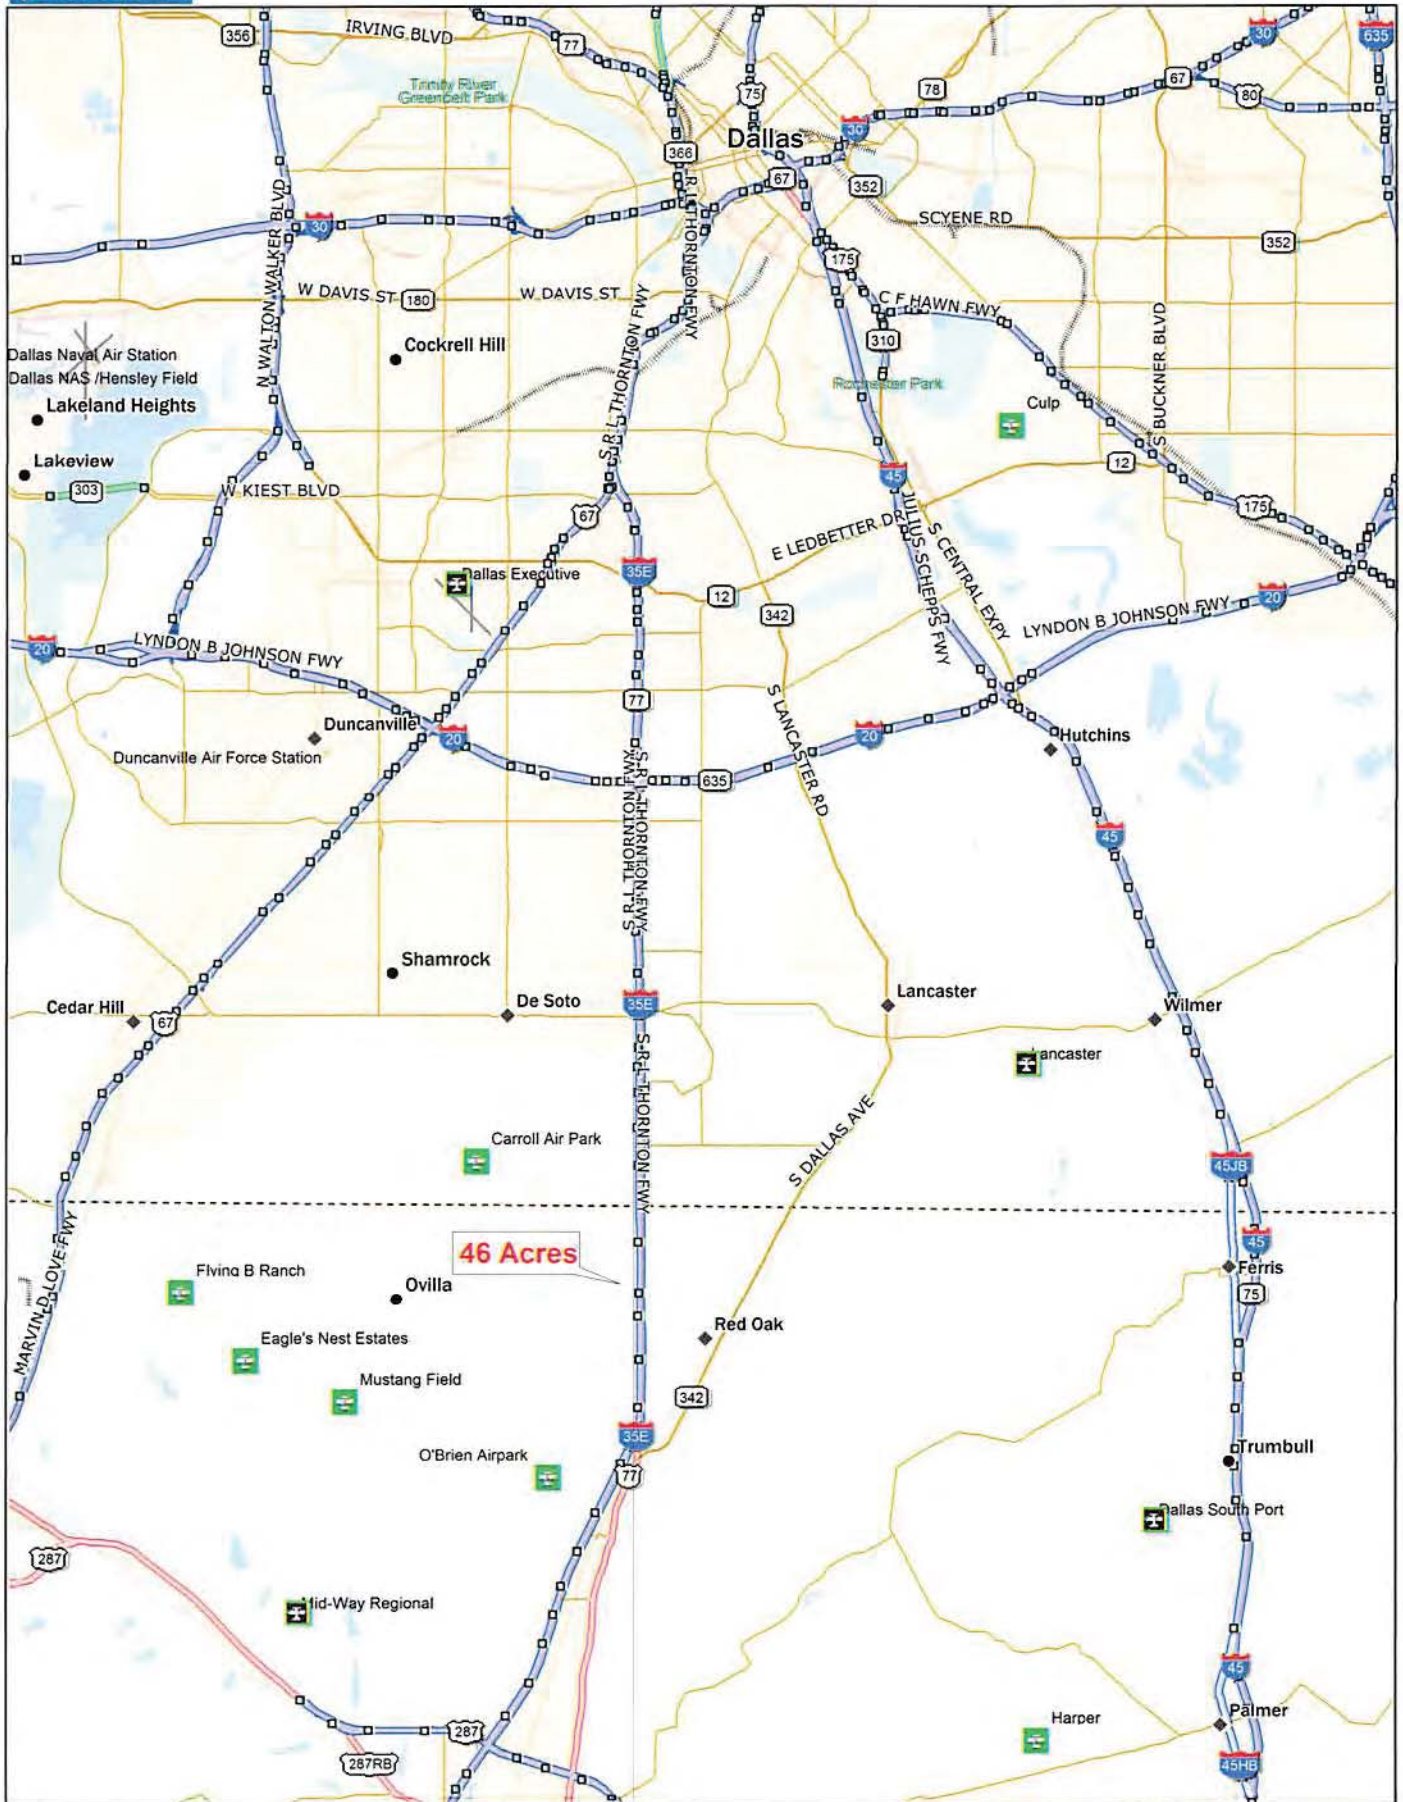 356
IRVING BLVD
77
30
635
Trinity River
Greenbelt Park
75
78
67
80
Dallas
30
366
67
352
SCYENE RD
352
N WALTON WALKER BLVD
30
R L THORNTON FWY
175
W DAVIS ST
180
W DAVIS ST
C F HAWN FWY
310
Dallas Naval Air Station
Dallas NAS /Hensley Field
Cockrell Hill
S R L THORNTON FWY
Rochester Park
S BUCKNER BLVD
Lakeland Heights
Culp
Lakeview
303
W KIEST BLVD
45
12
67
175
JULIUS SCHEPPS FWY
S CENTRAL EXPY
E LEDBETTER DR
Dallas Executive
35E
12
342
20
20
LYNDON B JOHNSON FWY
LYNDON B JOHNSON FWY
77
S LANCASTER RD
Duncanville
20
20
Hutchins
Duncanville Air Force Station
635
S R L THORNTON FWY
S R L THORNTON FWY
45
Shamrock
Cedar Hill
67
De Soto
35E
Lancaster
Wilmer
S R L THORNTON FWY
Lancaster
S DALLAS AVE
Carroll Air Park
45JB
MARVIN D LOVE FWY
46 Acres
45
Flying B Ranch
Ovilla
Ferris
75
Eagle's Nest Estates
Red Oak
Mustang Field
342
35E
O'Brien Airpark
77
Trumbull
Dallas South Port
287
Mid-Way Regional
45
287
Harper
Palmer
287RB
45HB